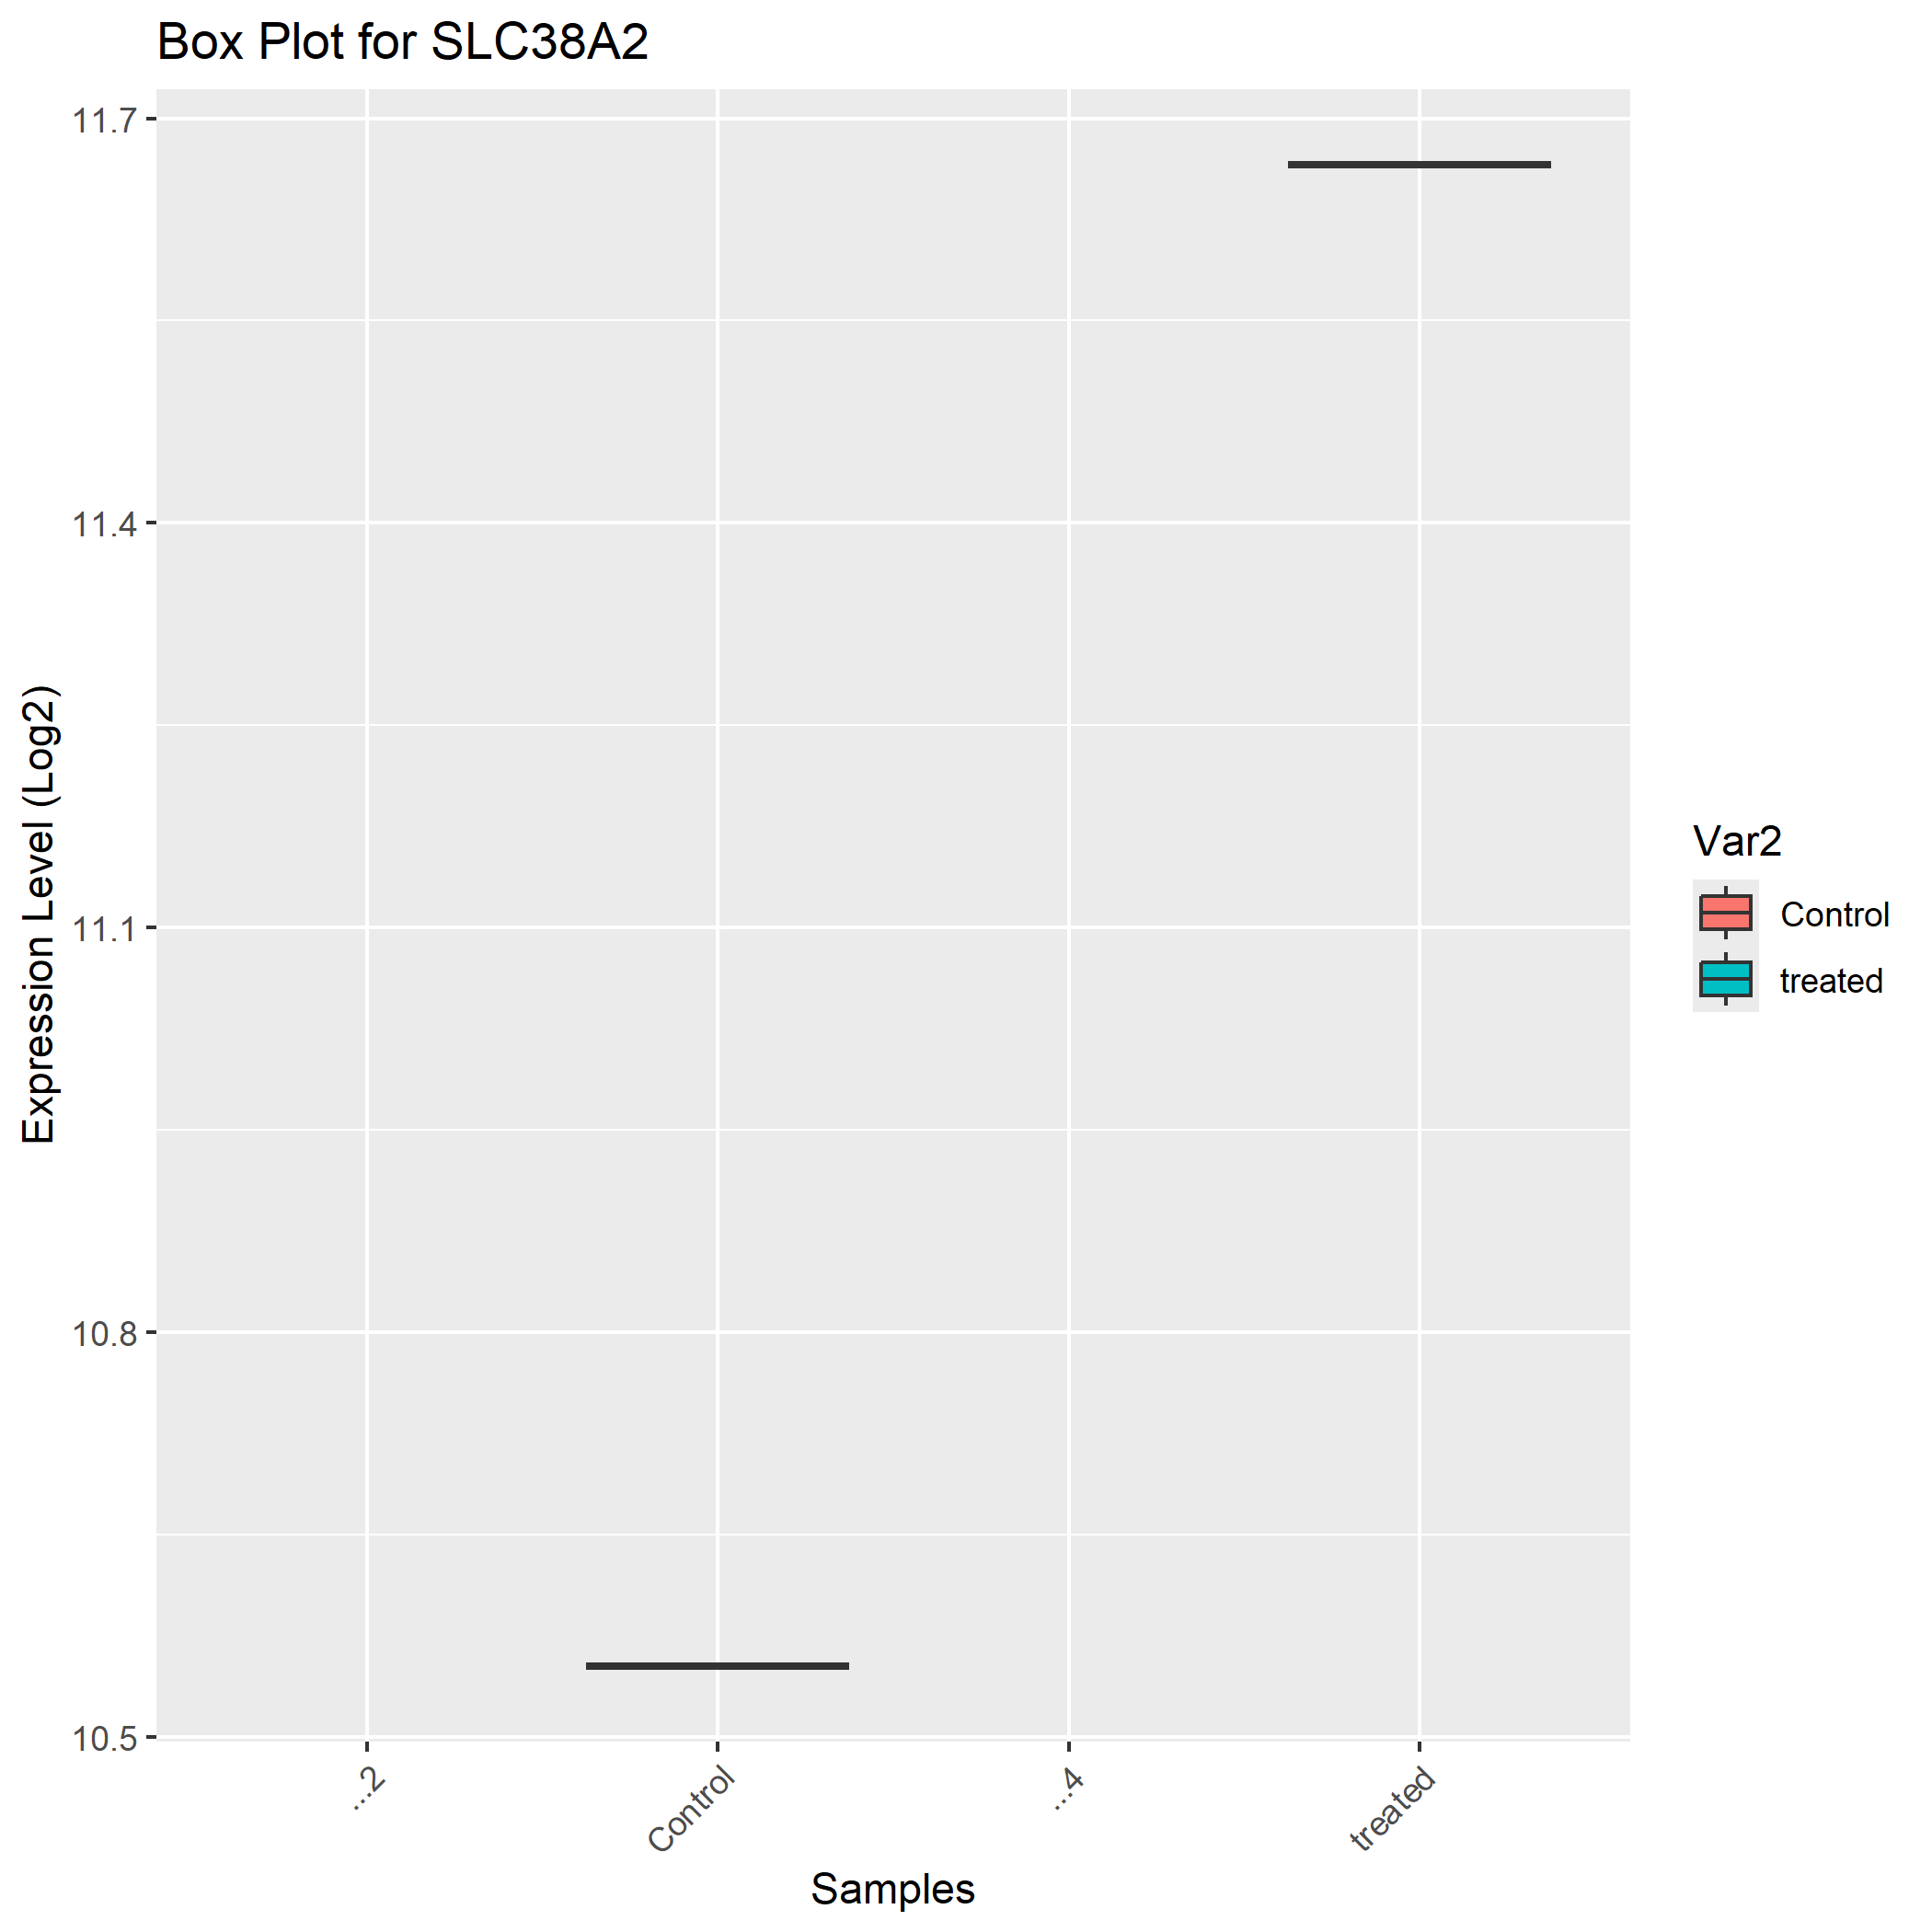 Box Plot for SLC38A2
11.7
11.4
11.1
10.8
10.5
Expression Level (Log2)
...2
Control
...4
treated
Samples
Var2
Control
treated